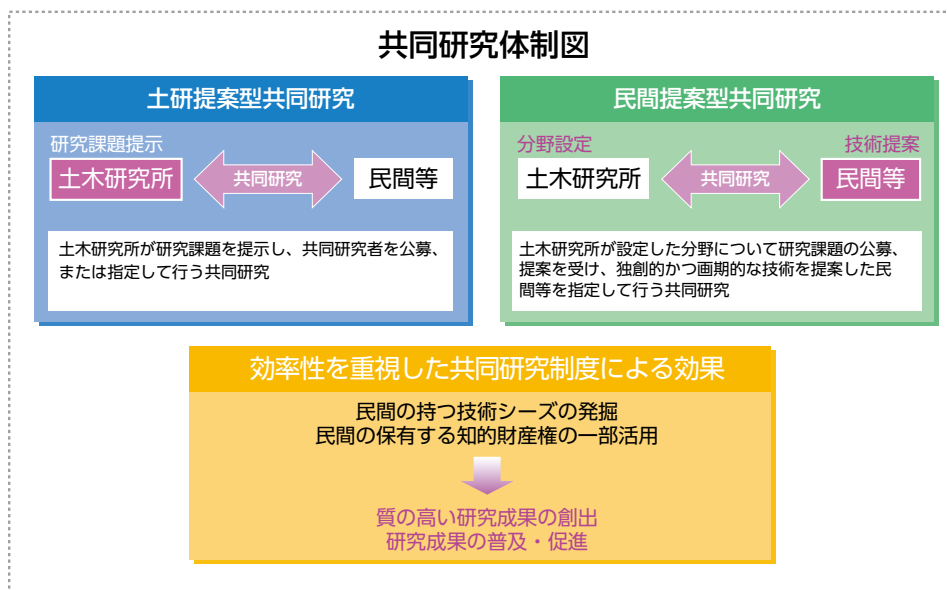 共同研究体制図
土研提案型共同研究
研究課題提示
土木研究所
共同研究
民間等
土木研究所が研究課題を提示し、共同研究者を公募、
または指定して行う共同研究
民間提案型共同研究
分野設定
技術提案
土木研究所
共同研究
民間等
土木研究所が設定した分野について研究課題の公募、
提案を受け、独創的かつ画期的な技術を提案した民
間等を指定して行う共同研究
効率性を重視した共同研究制度による効果
民間の持つ技術シーズの発掘
民間の保有する知的財産権の一部活用
質の高い研究成果の創出
研究成果の普及・促進